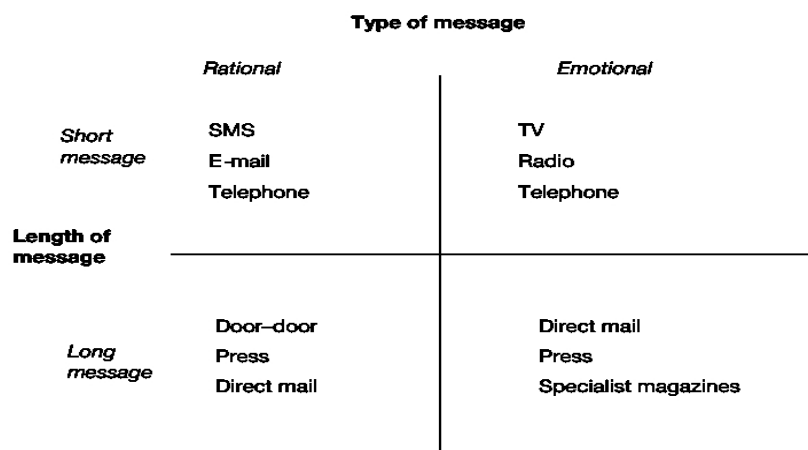 Type of message
Rational
Emotional
Short
message
SMS
E-mail
Telephone
TV
Radio
Telephone
Length of
message
Long
message
Door–door
Press
Direct mail
Direct mail
Press
Specialist magazines